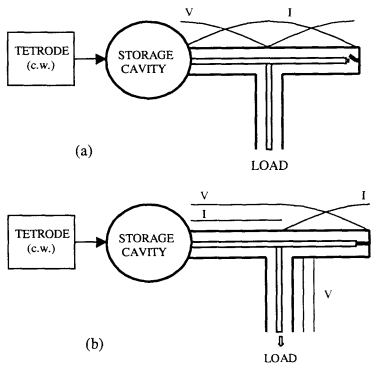 V I
TETRODE
(c.w.)
STORAGE
CAVITY
(a)
LOAD
V I
I
TETRODE
(c.w.)
STORAGE
CAVITY
V
(b)
LOAD